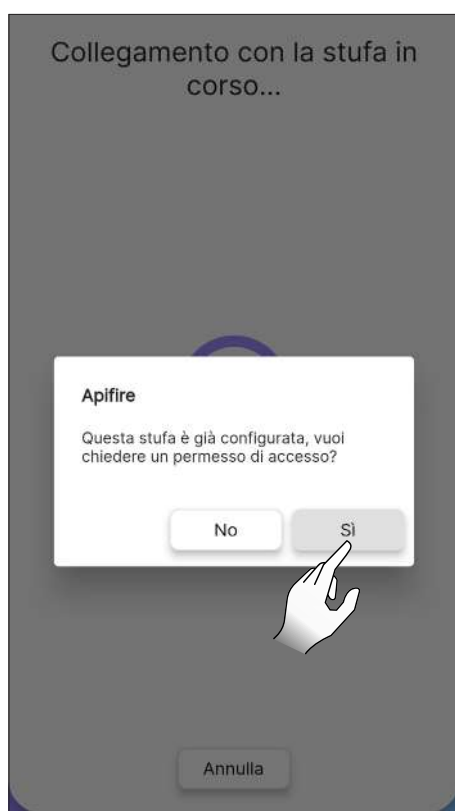 Collegamento con la stufa in
corso...
Apifire
Questa stufa è già configurata, vuoi
chiedere un permesso di accesso?
No
Sì
Annulla